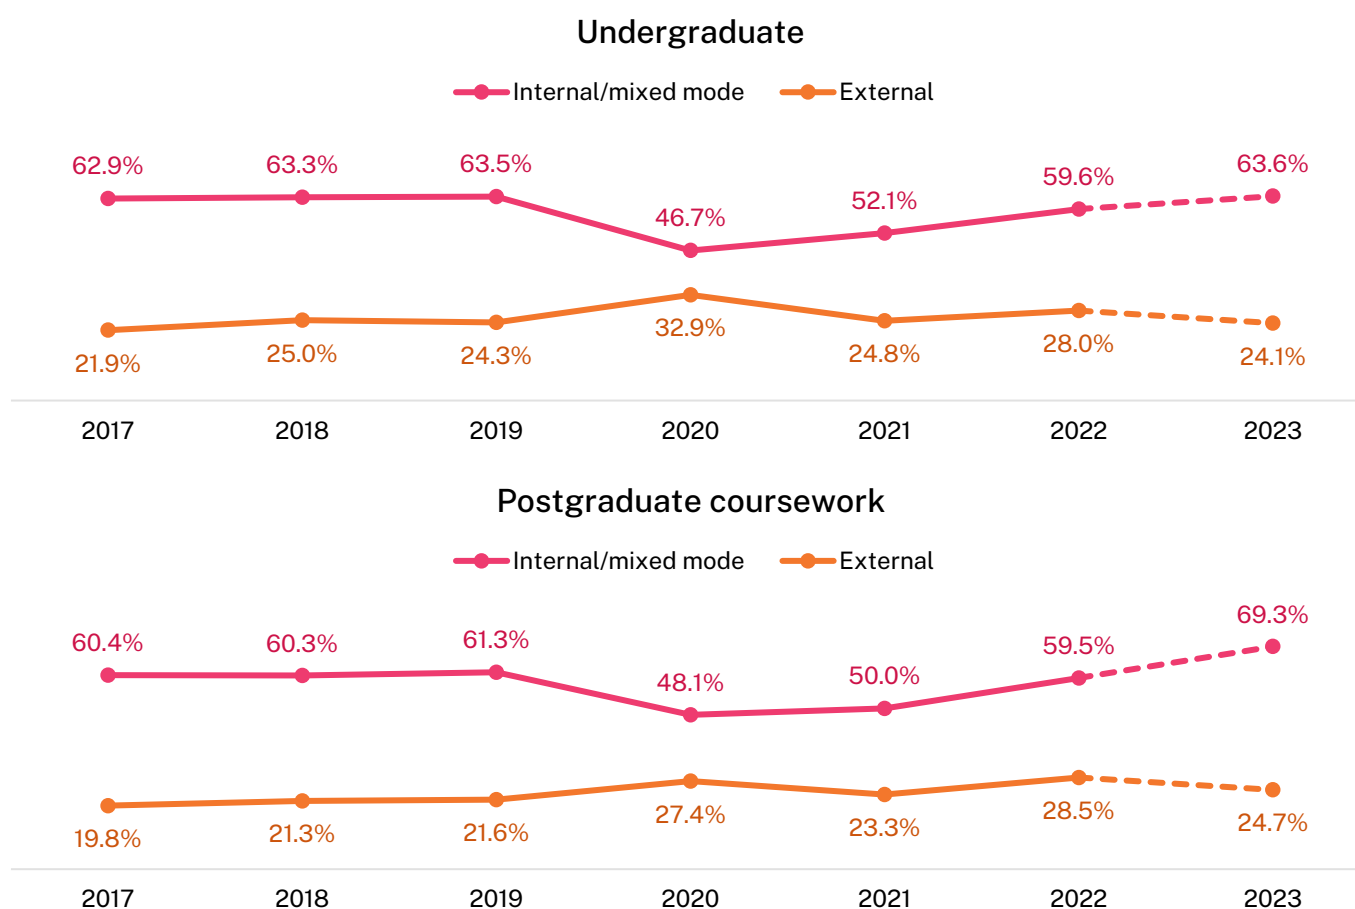 Undergraduate
Internal/mixed mode External
62.9% 63.3% 63.5% 46.7% 52.1% 59.6% 63.6%
21.9% 25.0% 24.3% 32.9% 24.8% 28.0% 24.1%
2017 2018 2019 2020 2021 2022 2023
Postgraduate coursework
Internal/mixed mode External
60.4% 60.3% 61.3% 48.1% 50.0% 59.5% 69.3%
19.8% 21.3% 21.6% 27.4% 23.3% 28.5% 24.7%
2017 2018 2019 2020 2021 2022 2023